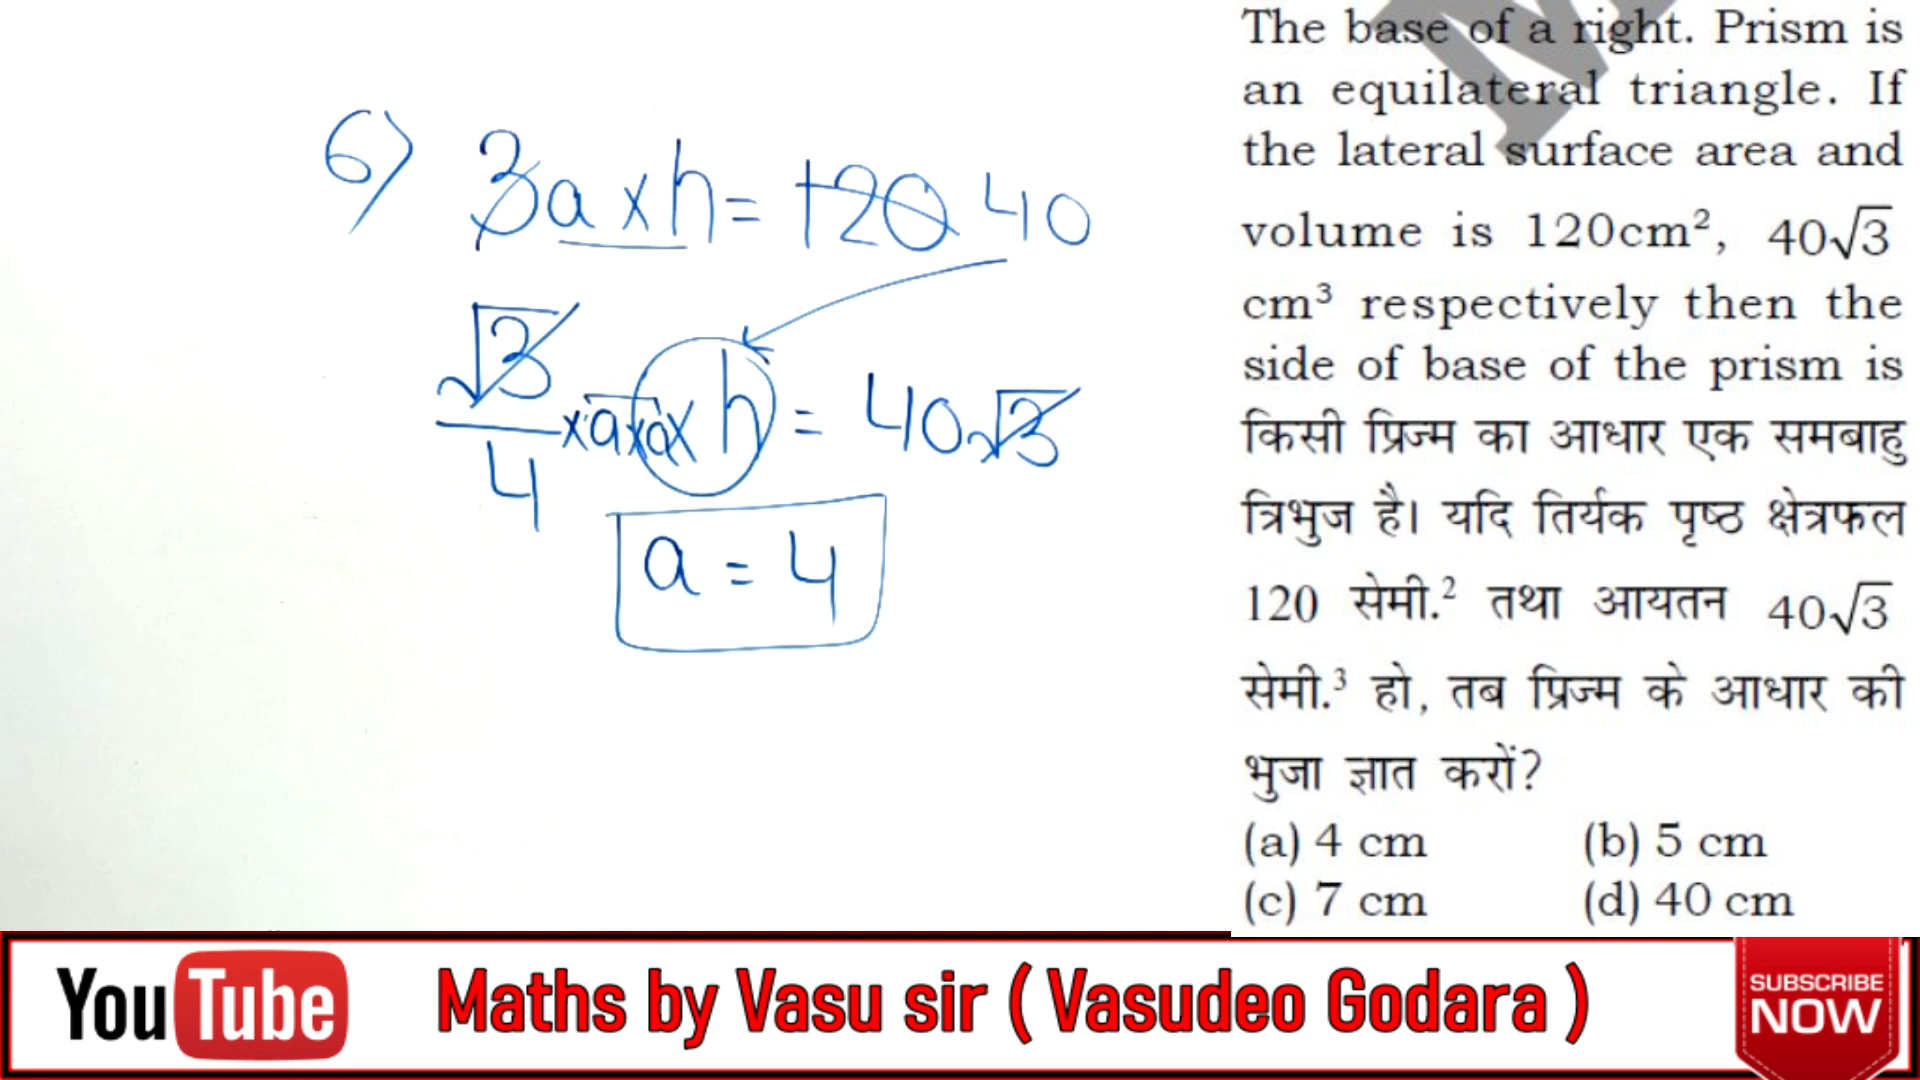 6) 3a x h = 120 40
√3/4 x a x a x h = 40√3
a = 4
The base of a right. Prism is
an equilateral triangle. If
the lateral surface area and
volume is 120cm², 40√3
cm³ respectively then the
side of base of the prism is
किसी प्रिज्म का आधार एक समबाहु
त्रिभुज है। यदि तिर्यक पृष्ठ क्षेत्रफल
120 सेमी.² तथा आयतन 40√3
सेमी.³ हो, तब प्रिज्म के आधार की
भुजा ज्ञात करों?
(a) 4 cm (b) 5 cm
(c) 7 cm (d) 40 cm
YouTube Maths by Vasu sir ( Vasudeo Godara ) SUBSCRIBE
NOW